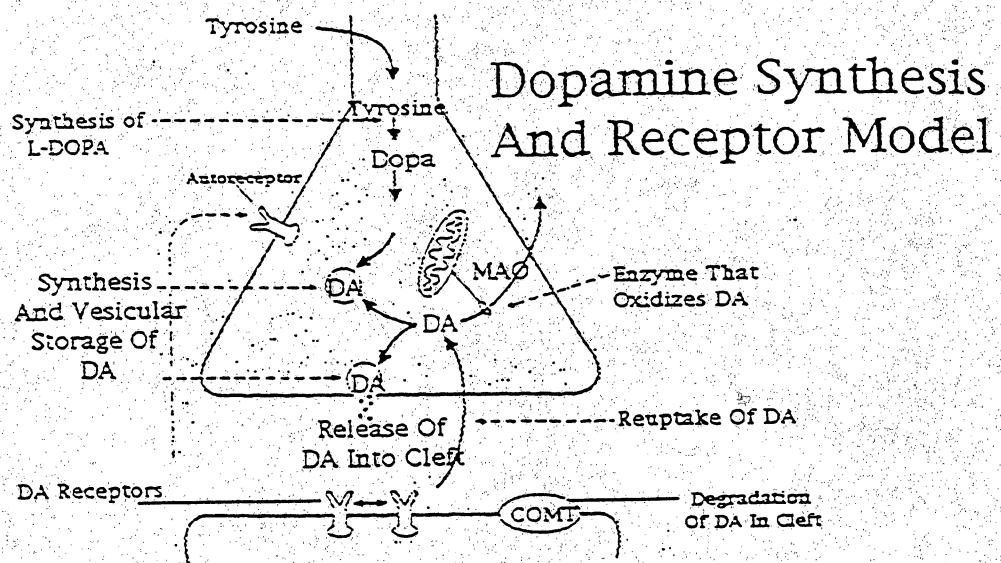 Dopamine Synthesis
And Receptor Model
Tyrosine
Tyrosine
Synthesis of
L-DOPA
Dopa
Autoreceptor
MAO
Enzyme That
Oxidizes DA
Synthesis
And Vesicular
Storage Of
DA
DA
DA
DA
Release Of
DA Into Cleft
Reuptake Of DA
DA Receptors
COMT
Degradation
Of DA In Cleft